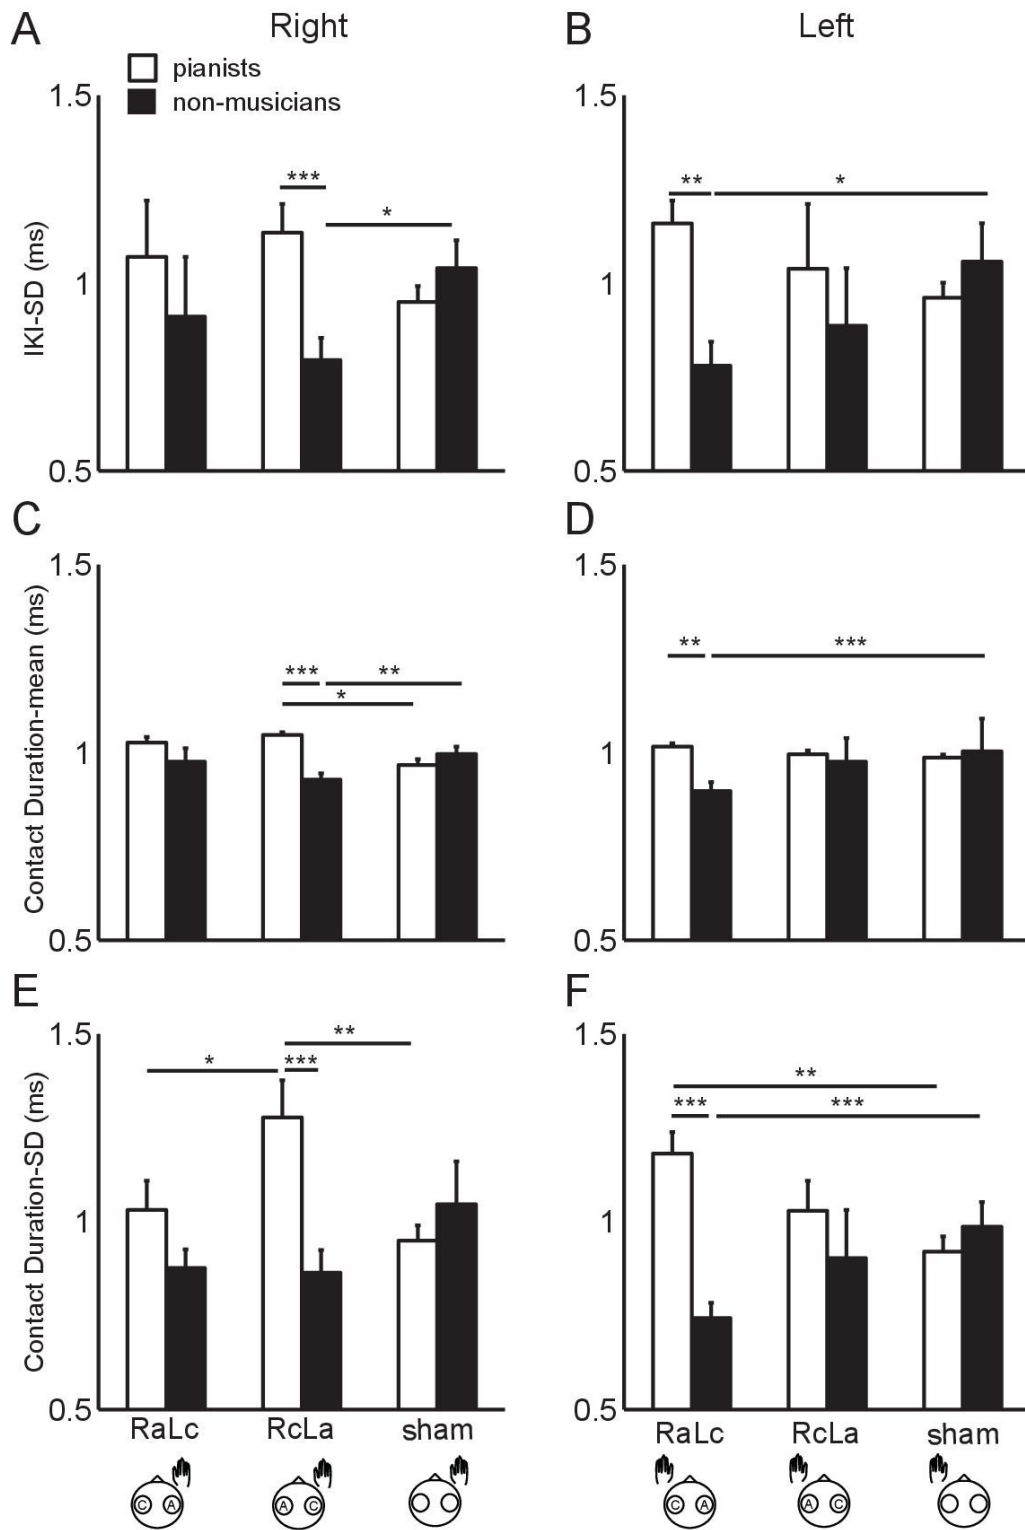 A Right
pianists
non-musicians
1.5
***
*
1
0.5
IKI-SD (ms)
B Left
1.5
**
*
1
0.5
C
1.5
***
**
*
1
0.5
Contact Duration-mean (ms)
D
1.5
**
***
1
0.5
E
1.5
**
*
***
1
0.5
Contact Duration-SD (ms)
RaLc RcLa sham
C A A C
F
1.5
**
***
***
1
0.5
RaLc RcLa sham
C A A C